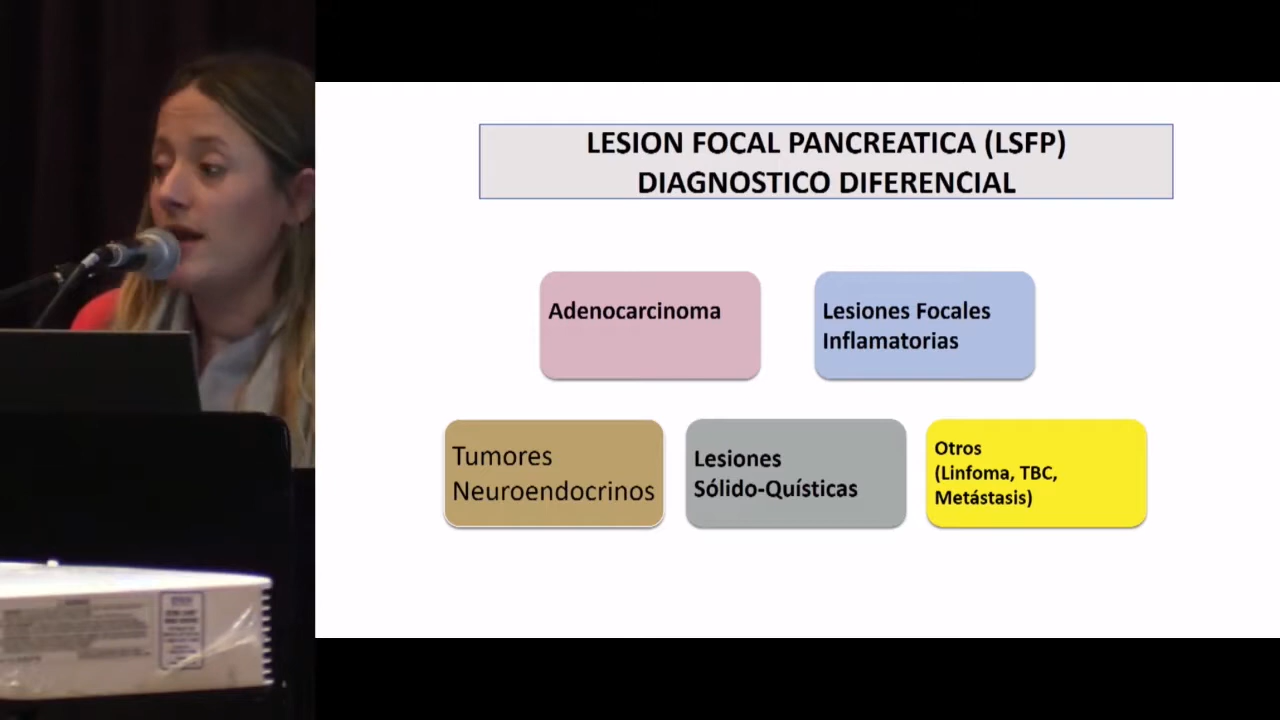 LESION FOCAL PANCREATICA (LSFP)
DIAGNOSTICO DIFERENCIAL
Adenocarcinoma
Lesiones Focales
Inflamatorias
Tumores
Neuroendocrinos
Lesiones
Sólido-Quísticas
Otros
(Linfoma, TBC,
Metástasis)